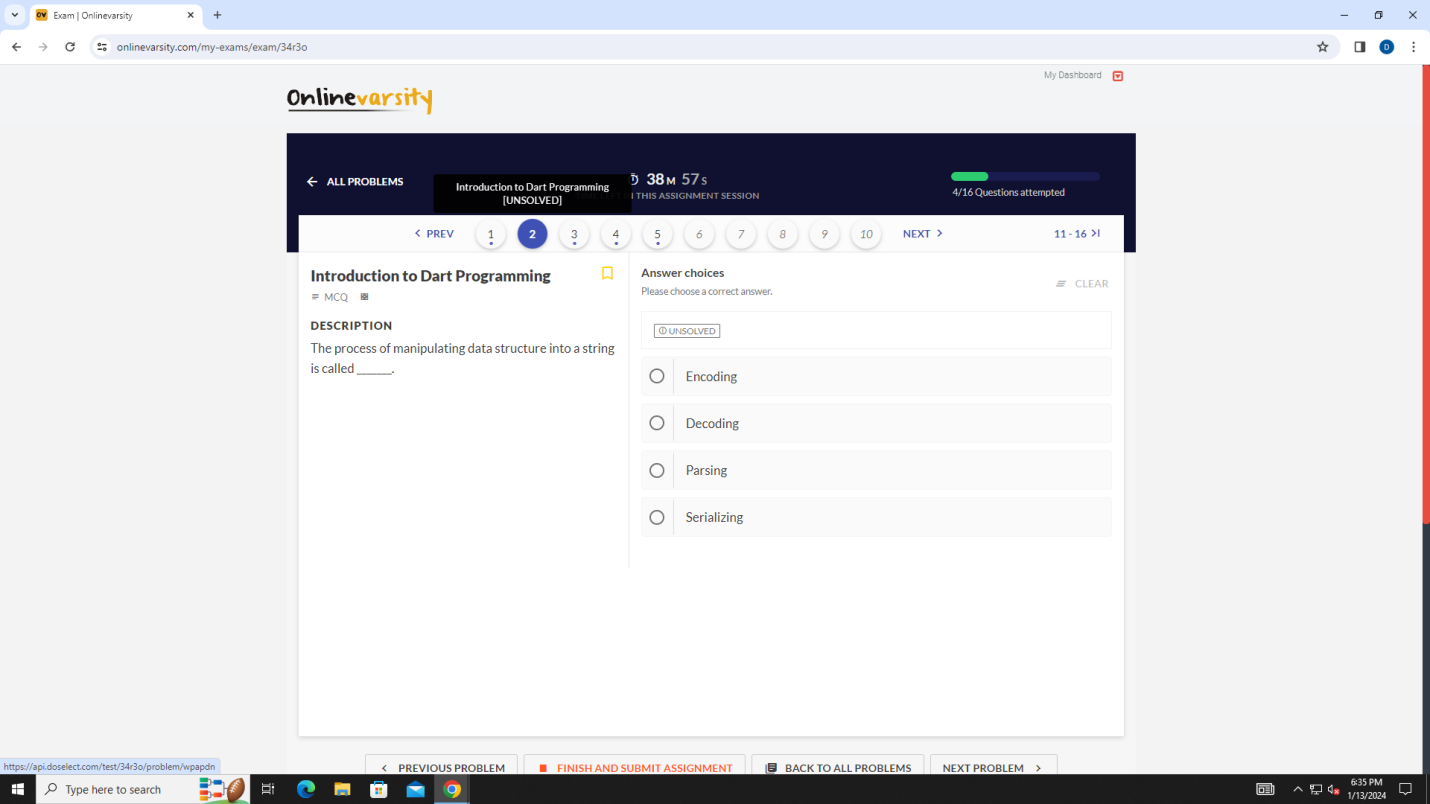 Exam | Onlinevarsity
onlinevarsity.com/my-exams/exam/34r3o
D
My Dashboard
Onlinevarsity
ALL PROBLEMS
Introduction to Dart Programming
[UNSOLVED]
38 M 57 S
IN THIS ASSIGNMENT SESSION
4/16 Questions attempted
PREV 1 2 3 4 5 6 7 8 9 10 NEXT 11 - 16
Introduction to Dart Programming
MCQ
DESCRIPTION
The process of manipulating data structure into a string
is called _______.
Answer choices
Please choose a correct answer.
CLEAR
UNSOLVED
Encoding
Decoding
Parsing
Serializing
PREVIOUS PROBLEM FINISH AND SUBMIT ASSIGNMENT BACK TO ALL PROBLEMS NEXT PROBLEM
https://api.doselect.com/test/34r3o/problem/wpapdn
Type here to search
6:35 PM
1/13/2024